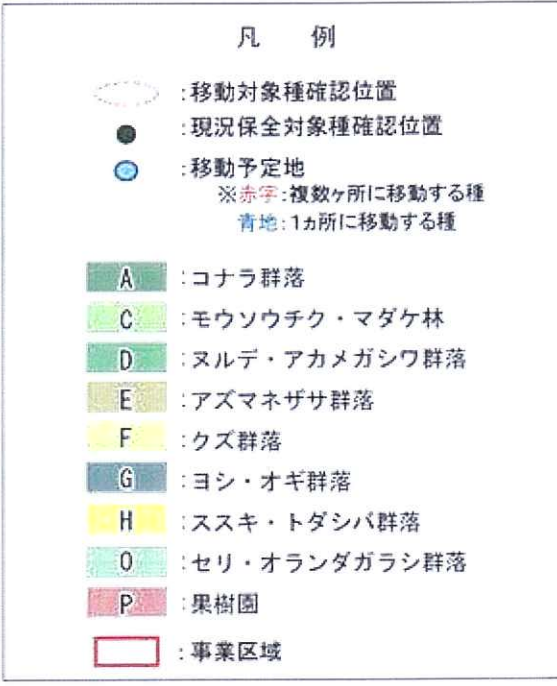 凡 例
:移動対象種確認位置
:現況保全対象種確認位置
:移動予定地
※赤字:複数ヶ所に移動する種
青地:1ヵ所に移動する種
A :コナラ群落
C :モウソウチク・マダケ林
D :ヌルデ・アカメガシワ群落
E :アズマネザサ群落
F :クズ群落
G :ヨシ・オギ群落
H :ススキ・トダシバ群落
O :セリ・オランダガラシ群落
P :果樹園
:事業区域